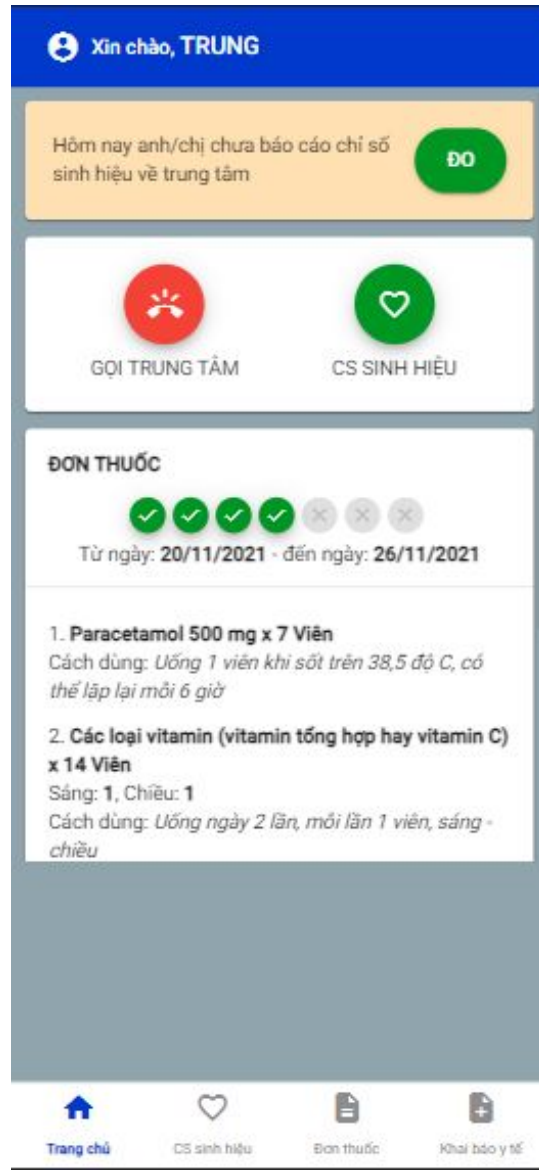 Xin chào, TRUNG
Hôm nay anh/chị chưa báo cáo chỉ số
sinh hiệu về trung tâm
ĐO
GỌI TRUNG TÂM
CS SINH HIỆU
ĐƠN THUỐC
Từ ngày: 20/11/2021 - đến ngày: 26/11/2021
1. Paracetamol 500 mg x 7 Viên
Cách dùng: Uống 1 viên khi sốt trên 38,5 độ C, có
thể lặp lại mỗi 6 giờ
2. Các loại vitamin (vitamin tổng hợp hay vitamin C)
x 14 Viên
Sáng: 1, Chiều: 1
Cách dùng: Uống ngày 2 lần, mỗi lần 1 viên, sáng -
chiều
Trang chủ
CS sinh hiệu
Đơn thuốc
Khai báo y tế